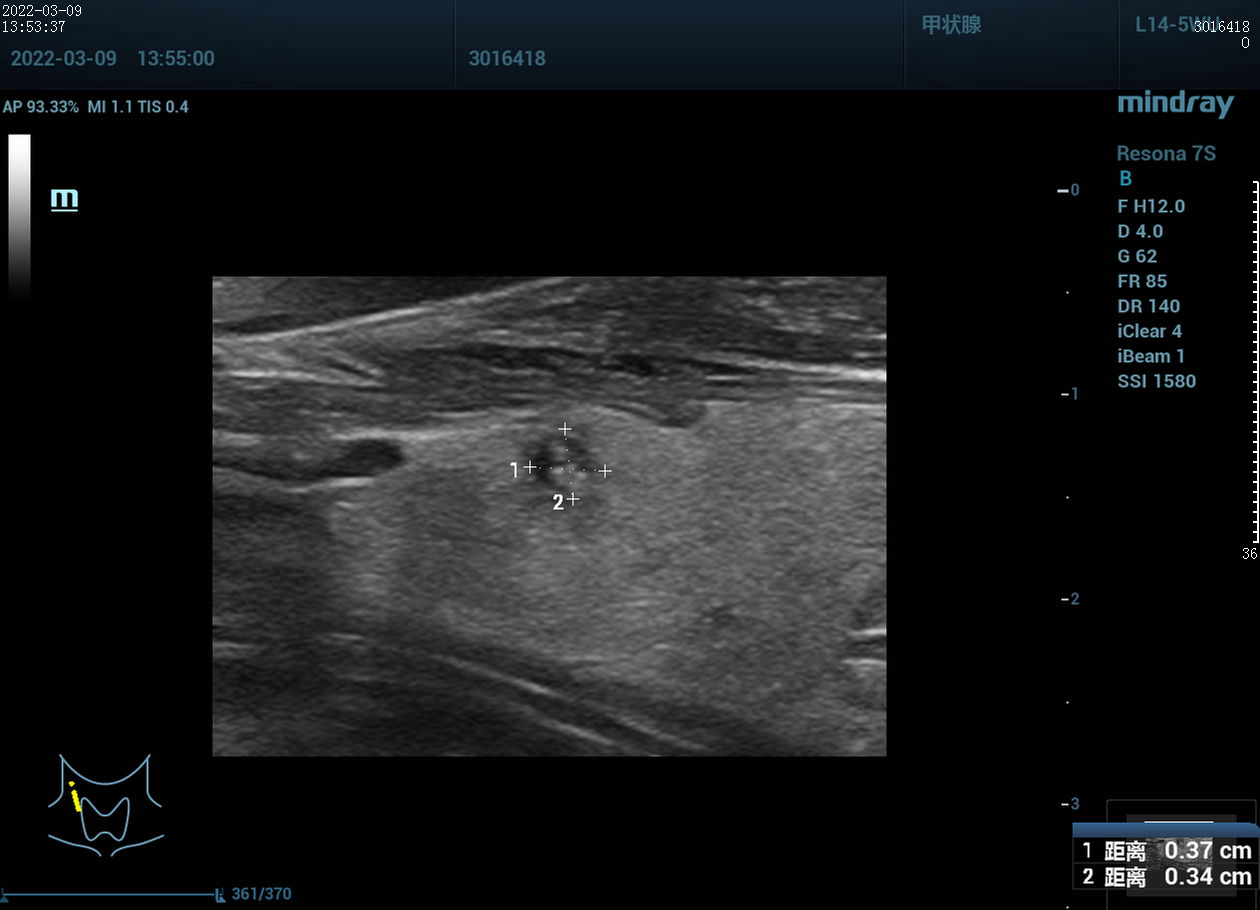 2022-03-09
13:53:37
2022-03-09 13:55:00
3016418
甲状腺
L14-5WU
3016418
0
AP 93.33% MI 1.1 TIS 0.4
mindray
m
Resona 7S
B
F H12.0
D 4.0
G 62
FR 85
DR 140
iClear 4
iBeam 1
SSI 1580
0
1
2
3
36
1
2
1 距离 0.37 cm
2 距离 0.34 cm
361/370